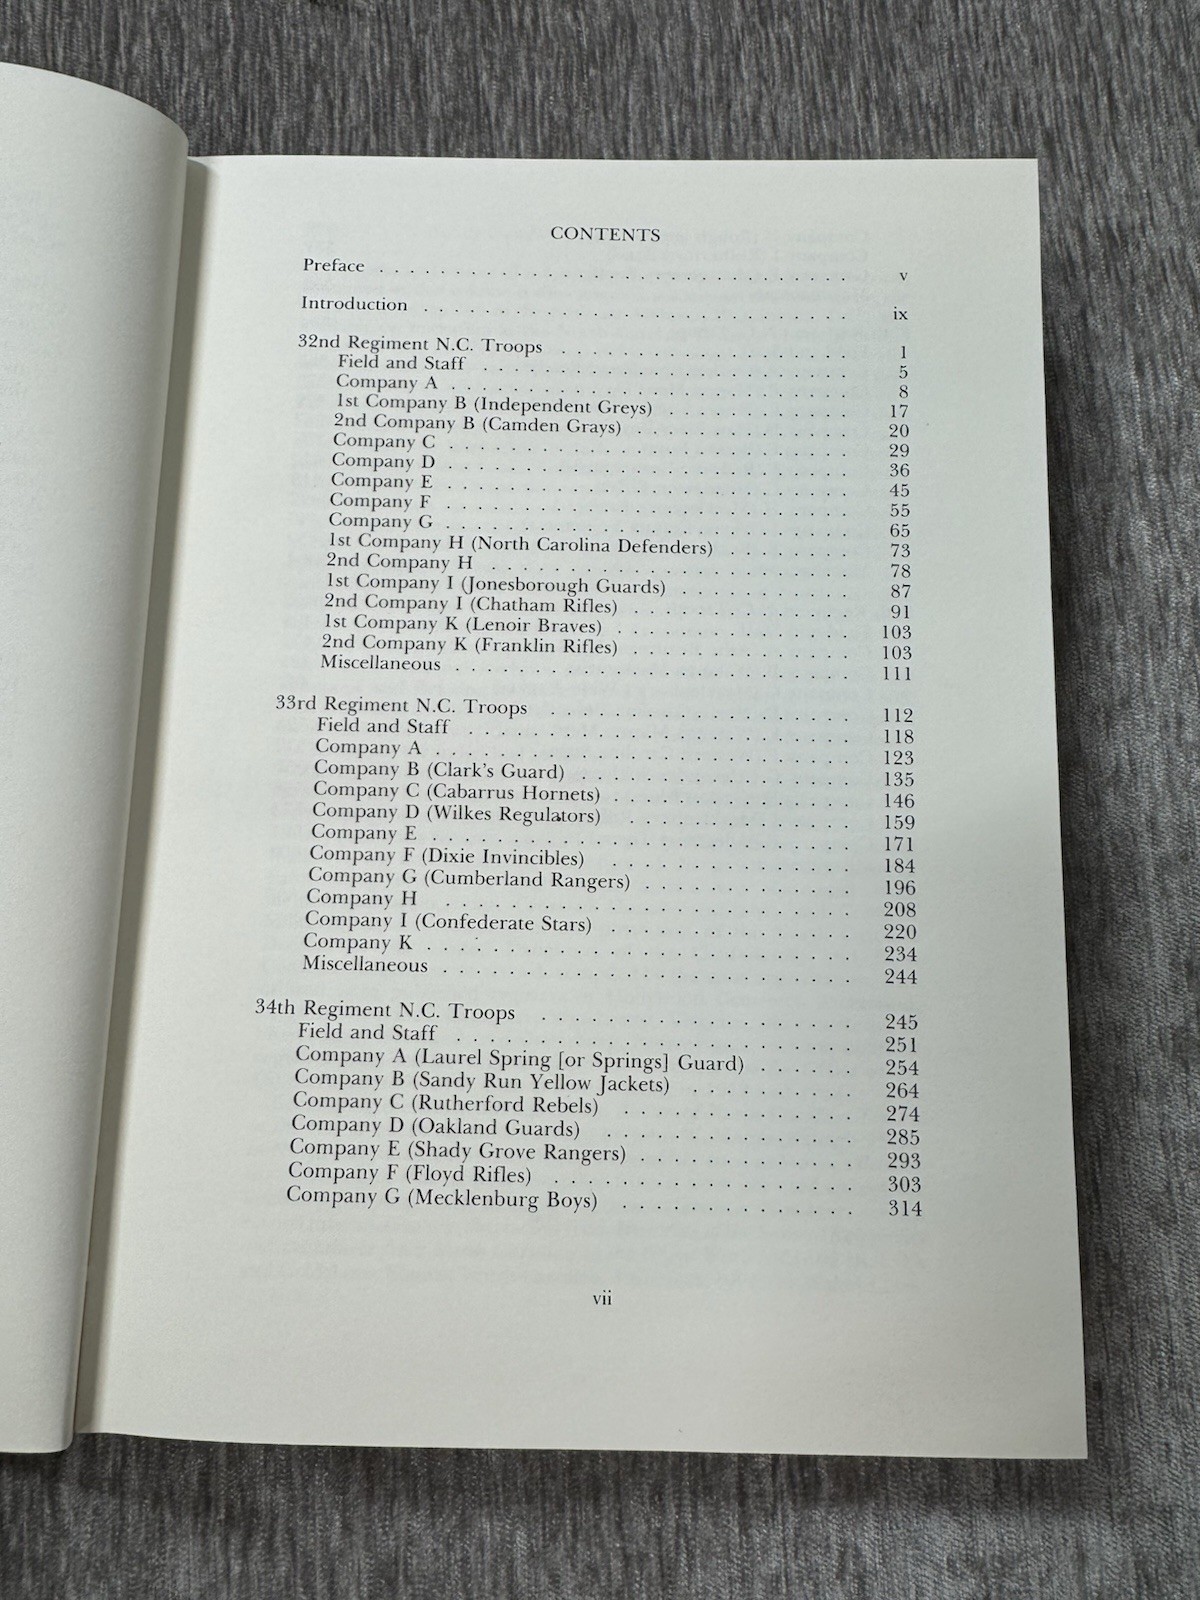 CONTENTS
Preface . . . . . . . . . . . . . . . . . . . . . . . . . v
Introduction . . . . . . . . . . . . . . . . . . . . . . . ix
32nd Regiment N.C. Troops . . . . . . . . . . . . . . . . 1
Field and Staff . . . . . . . . . . . . . . . . . . . 5
Company A . . . . . . . . . . . . . . . . . . . . . 8
1st Company B (Independent Greys) . . . . . . . . . . 17
2nd Company B (Camden Grays) . . . . . . . . . . . . 20
Company C . . . . . . . . . . . . . . . . . . . . . 29
Company D . . . . . . . . . . . . . . . . . . . . . 36
Company E . . . . . . . . . . . . . . . . . . . . . 45
Company F . . . . . . . . . . . . . . . . . . . . . 55
Company G . . . . . . . . . . . . . . . . . . . . . 65
1st Company H (North Carolina Defenders) . . . . . . . 73
2nd Company H . . . . . . . . . . . . . . . . . . . 78
1st Company I (Jonesborough Guards) . . . . . . . . . 87
2nd Company I (Chatham Rifles) . . . . . . . . . . . . 91
1st Company K (Lenoir Braves) . . . . . . . . . . . . 103
2nd Company K (Franklin Rifles) . . . . . . . . . . . . 103
Miscellaneous . . . . . . . . . . . . . . . . . . . . 111
33rd Regiment N.C. Troops . . . . . . . . . . . . . . . . 112
Field and Staff . . . . . . . . . . . . . . . . . . . 118
Company A . . . . . . . . . . . . . . . . . . . . . 123
Company B (Clark's Guard) . . . . . . . . . . . . . . 135
Company C (Cabarrus Hornets) . . . . . . . . . . . . 146
Company D (Wilkes Regulators) . . . . . . . . . . . . 159
Company E . . . . . . . . . . . . . . . . . . . . . 171
Company F (Dixie Invincibles) . . . . . . . . . . . . . 184
Company G (Cumberland Rangers) . . . . . . . . . . . 196
Company H . . . . . . . . . . . . . . . . . . . . . 208
Company I (Confederate Stars) . . . . . . . . . . . . . 220
Company K . . . . . . . . . . . . . . . . . . . . . 234
Miscellaneous . . . . . . . . . . . . . . . . . . . . 244
34th Regiment N.C. Troops . . . . . . . . . . . . . . . . 245
Field and Staff . . . . . . . . . . . . . . . . . . . 251
Company A (Laurel Spring [or Springs] Guard) . . . . . . 254
Company B (Sandy Run Yellow Jackets) . . . . . . . . . 264
Company C (Rutherford Rebels) . . . . . . . . . . . . 274
Company D (Oakland Guards) . . . . . . . . . . . . . 285
Company E (Shady Grove Rangers) . . . . . . . . . . . 293
Company F (Floyd Rifles) . . . . . . . . . . . . . . . 303
Company G (Mecklenburg Boys) . . . . . . . . . . . . 314
vii